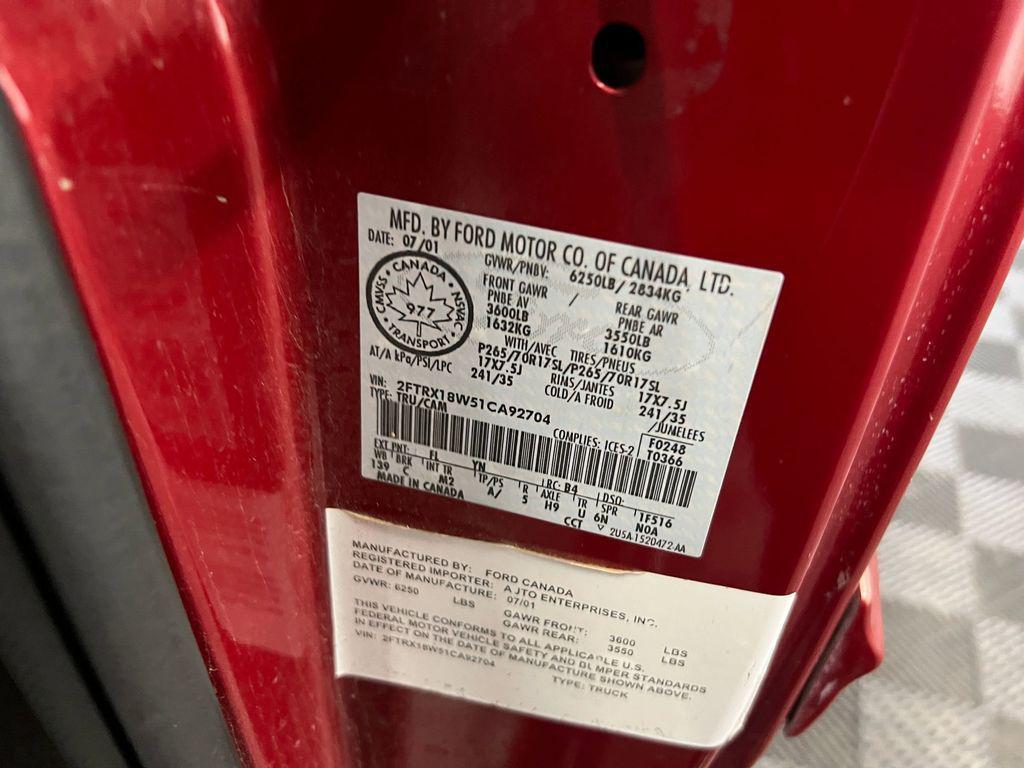 MFD. BY FORD MOTOR CO. OF CANADA, LTD.
DATE: 07/01
GVWR/PNBV: 6250LB/ 2834KG
CMVSS · CANADA · NSVAC · TRANSPORT ·
977
FRONT GAWR / REAR GAWR
PNBE AV PNBE AR
3600LB 3550LB
1632KG 1610KG
WITH/AVEC TIRES/PNEUS
P265/70R17SL/P265/70R17SL
17X7.5J RINS/JANTES 17X7.5J
AT/A kPa/PSI/LPC 241/35 COLD/A FROID 241/35
/JUMELEES
VIN: 2FTRX18W51CA92704
TYPE: TRU/CAM
COMPLIES: ICES-2
F0248
T0366
EXT PNT: FL YN RC: B4 DSO:
WB BRK INT TR TP/PS R AXLE TR SPR 1F516
139 C M2 A/ 5 H9 U 6N N0A
MADE IN CANADA CCT 2U5A-1520472-AA
MANUFACTURED BY: FORD CANADA
REGISTERED IMPORTER: AJTO ENTERPRISES, INC.
DATE OF MANUFACTURE: 07/01
GVWR: 6250 LBS
GAWR FRONT: 3600 LBS
GAWR REAR: 3550 LBS
THIS VEHICLE CONFORMS TO ALL APPLICABLE U.S.
FEDERAL MOTOR VEHICLE SAFETY AND BUMPER STANDARDS
IN EFFECT ON THE DATE OF MANUFACTURE SHOWN ABOVE.
VIN: 2FTRX18W51CA92704
TYPE: TRUCK